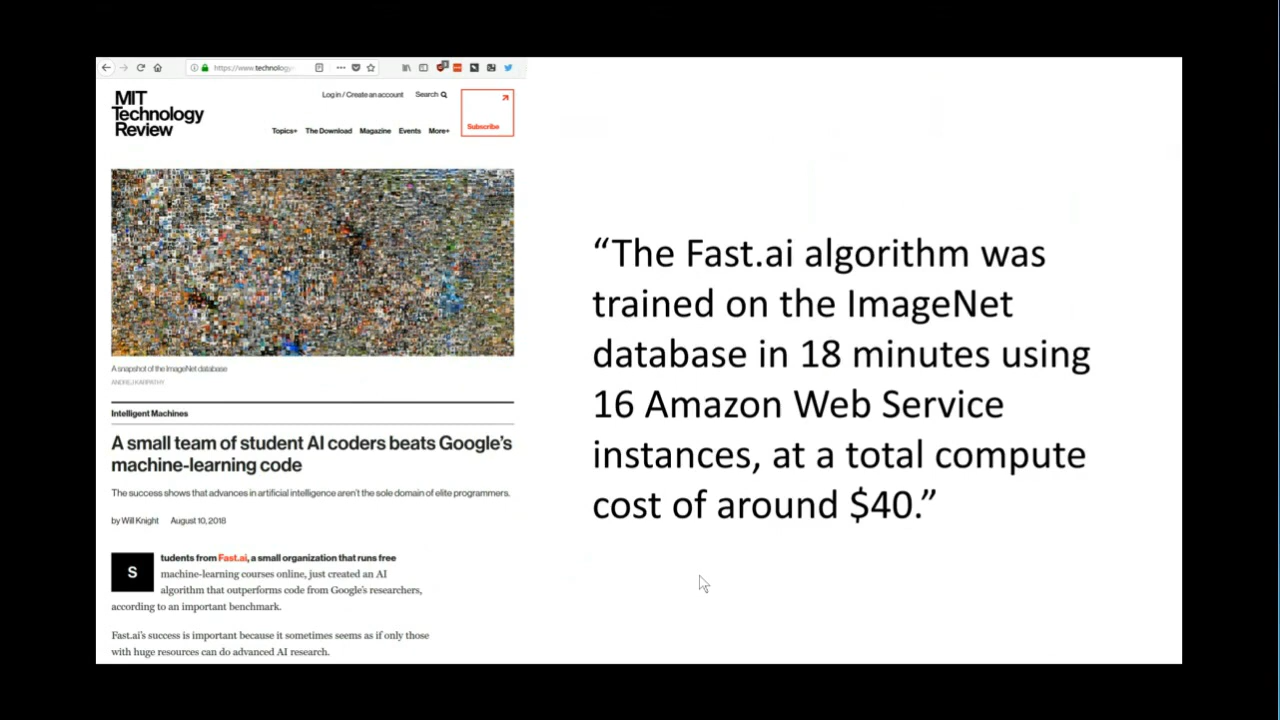 https://www.technology
MIT
Technology
Review
Log in / Create an account Search
Topics+ The Download Magazine Events More+
Subscribe
A snapshot of the ImageNet database
ANDREJ KARPATHY
Intelligent Machines
A small team of student AI coders beats Google’s
machine-learning code
The success shows that advances in artificial intelligence aren’t the sole domain of elite programmers.
by Will Knight August 10, 2018
S
tudents from Fast.ai, a small organization that runs free
machine-learning courses online, just created an AI
algorithm that outperforms code from Google’s researchers,
according to an important benchmark.
Fast.ai’s success is important because it sometimes seems as if only those
with huge resources can do advanced AI research.
“The Fast.ai algorithm was
trained on the ImageNet
database in 18 minutes using
16 Amazon Web Service
instances, at a total compute
cost of around $40.”